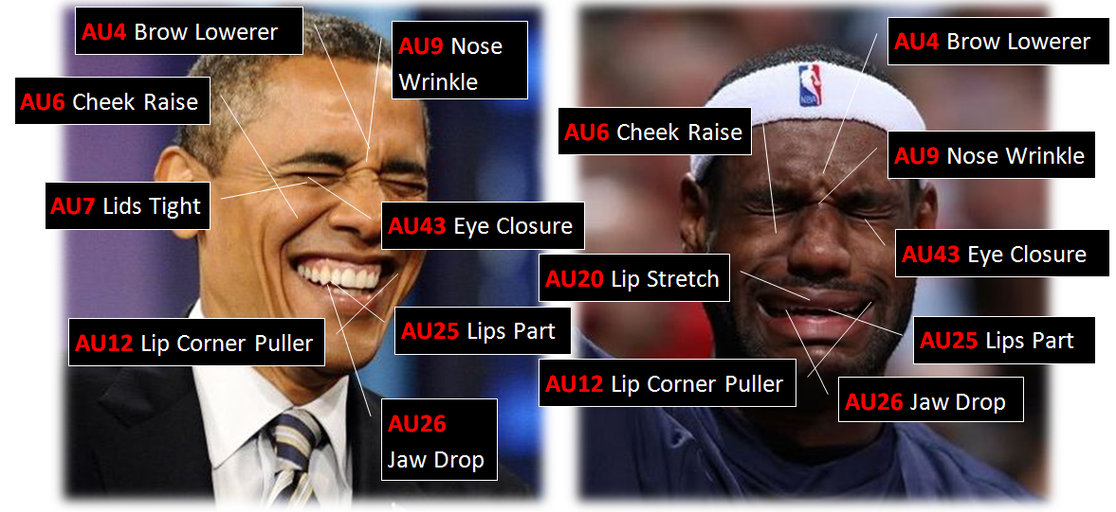 AU4 Brow Lowerer
AU9 Nose
Wrinkle
AU6 Cheek Raise
AU7 Lids Tight
AU43 Eye Closure
AU12 Lip Corner Puller
AU25 Lips Part
AU26
Jaw Drop
AU4 Brow Lowerer
NBA
AU6 Cheek Raise
AU9 Nose Wrinkle
AU43 Eye Closure
AU20 Lip Stretch
AU25 Lips Part
AU12 Lip Corner Puller
AU26 Jaw Drop